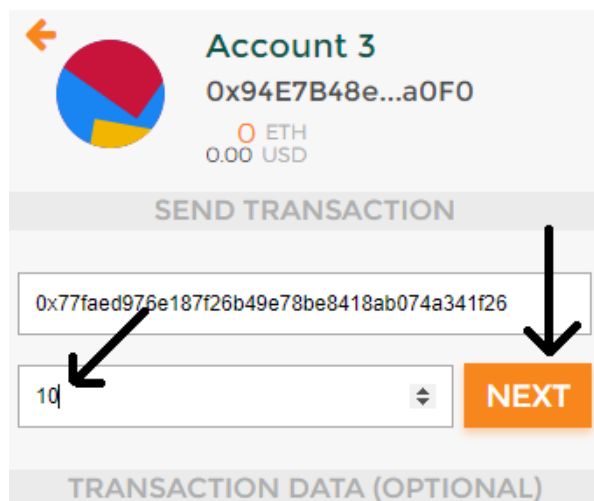 Account 3
0x94E7B48e...a0F0
0 ETH
0.00 USD
SEND TRANSACTION
0x77faed976e187f26b49e78be8418ab074a341f26
10
NEXT
TRANSACTION DATA (OPTIONAL)